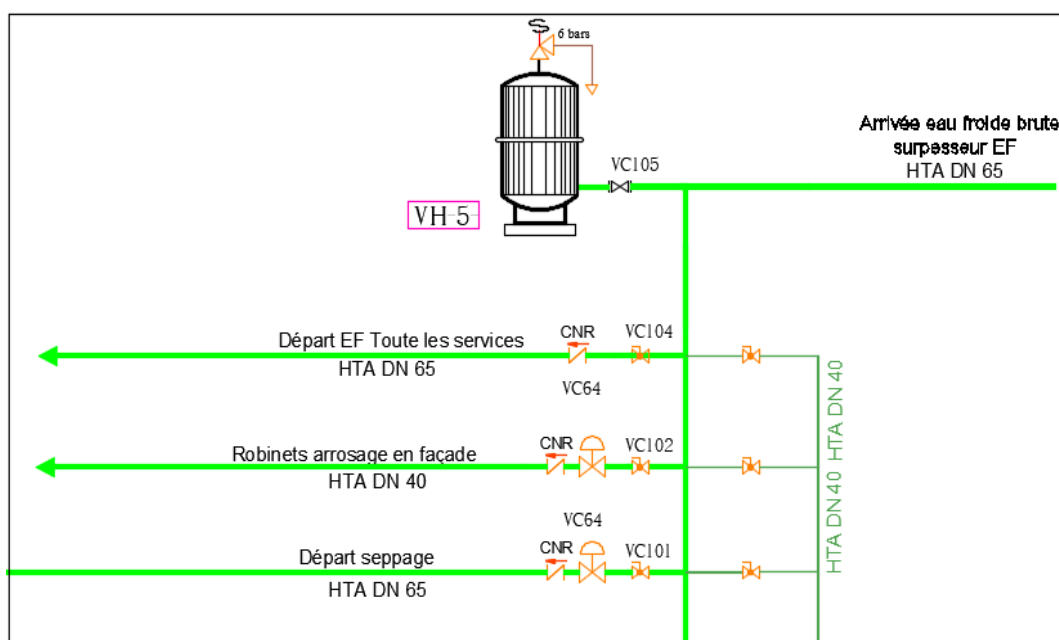 6 bars
Arrivée eau froide brute
surpesseur EF
HTA DN 65
VC105
VH-5
Départ EF Toute les services
HTA DN 65
CNR
VC104
VC64
HTA DN 40
Robinets arrosage en façade
HTA DN 40
CNR
VC102
VC64
HTA DN 40
Départ seppage
HTA DN 65
CNR
VC101